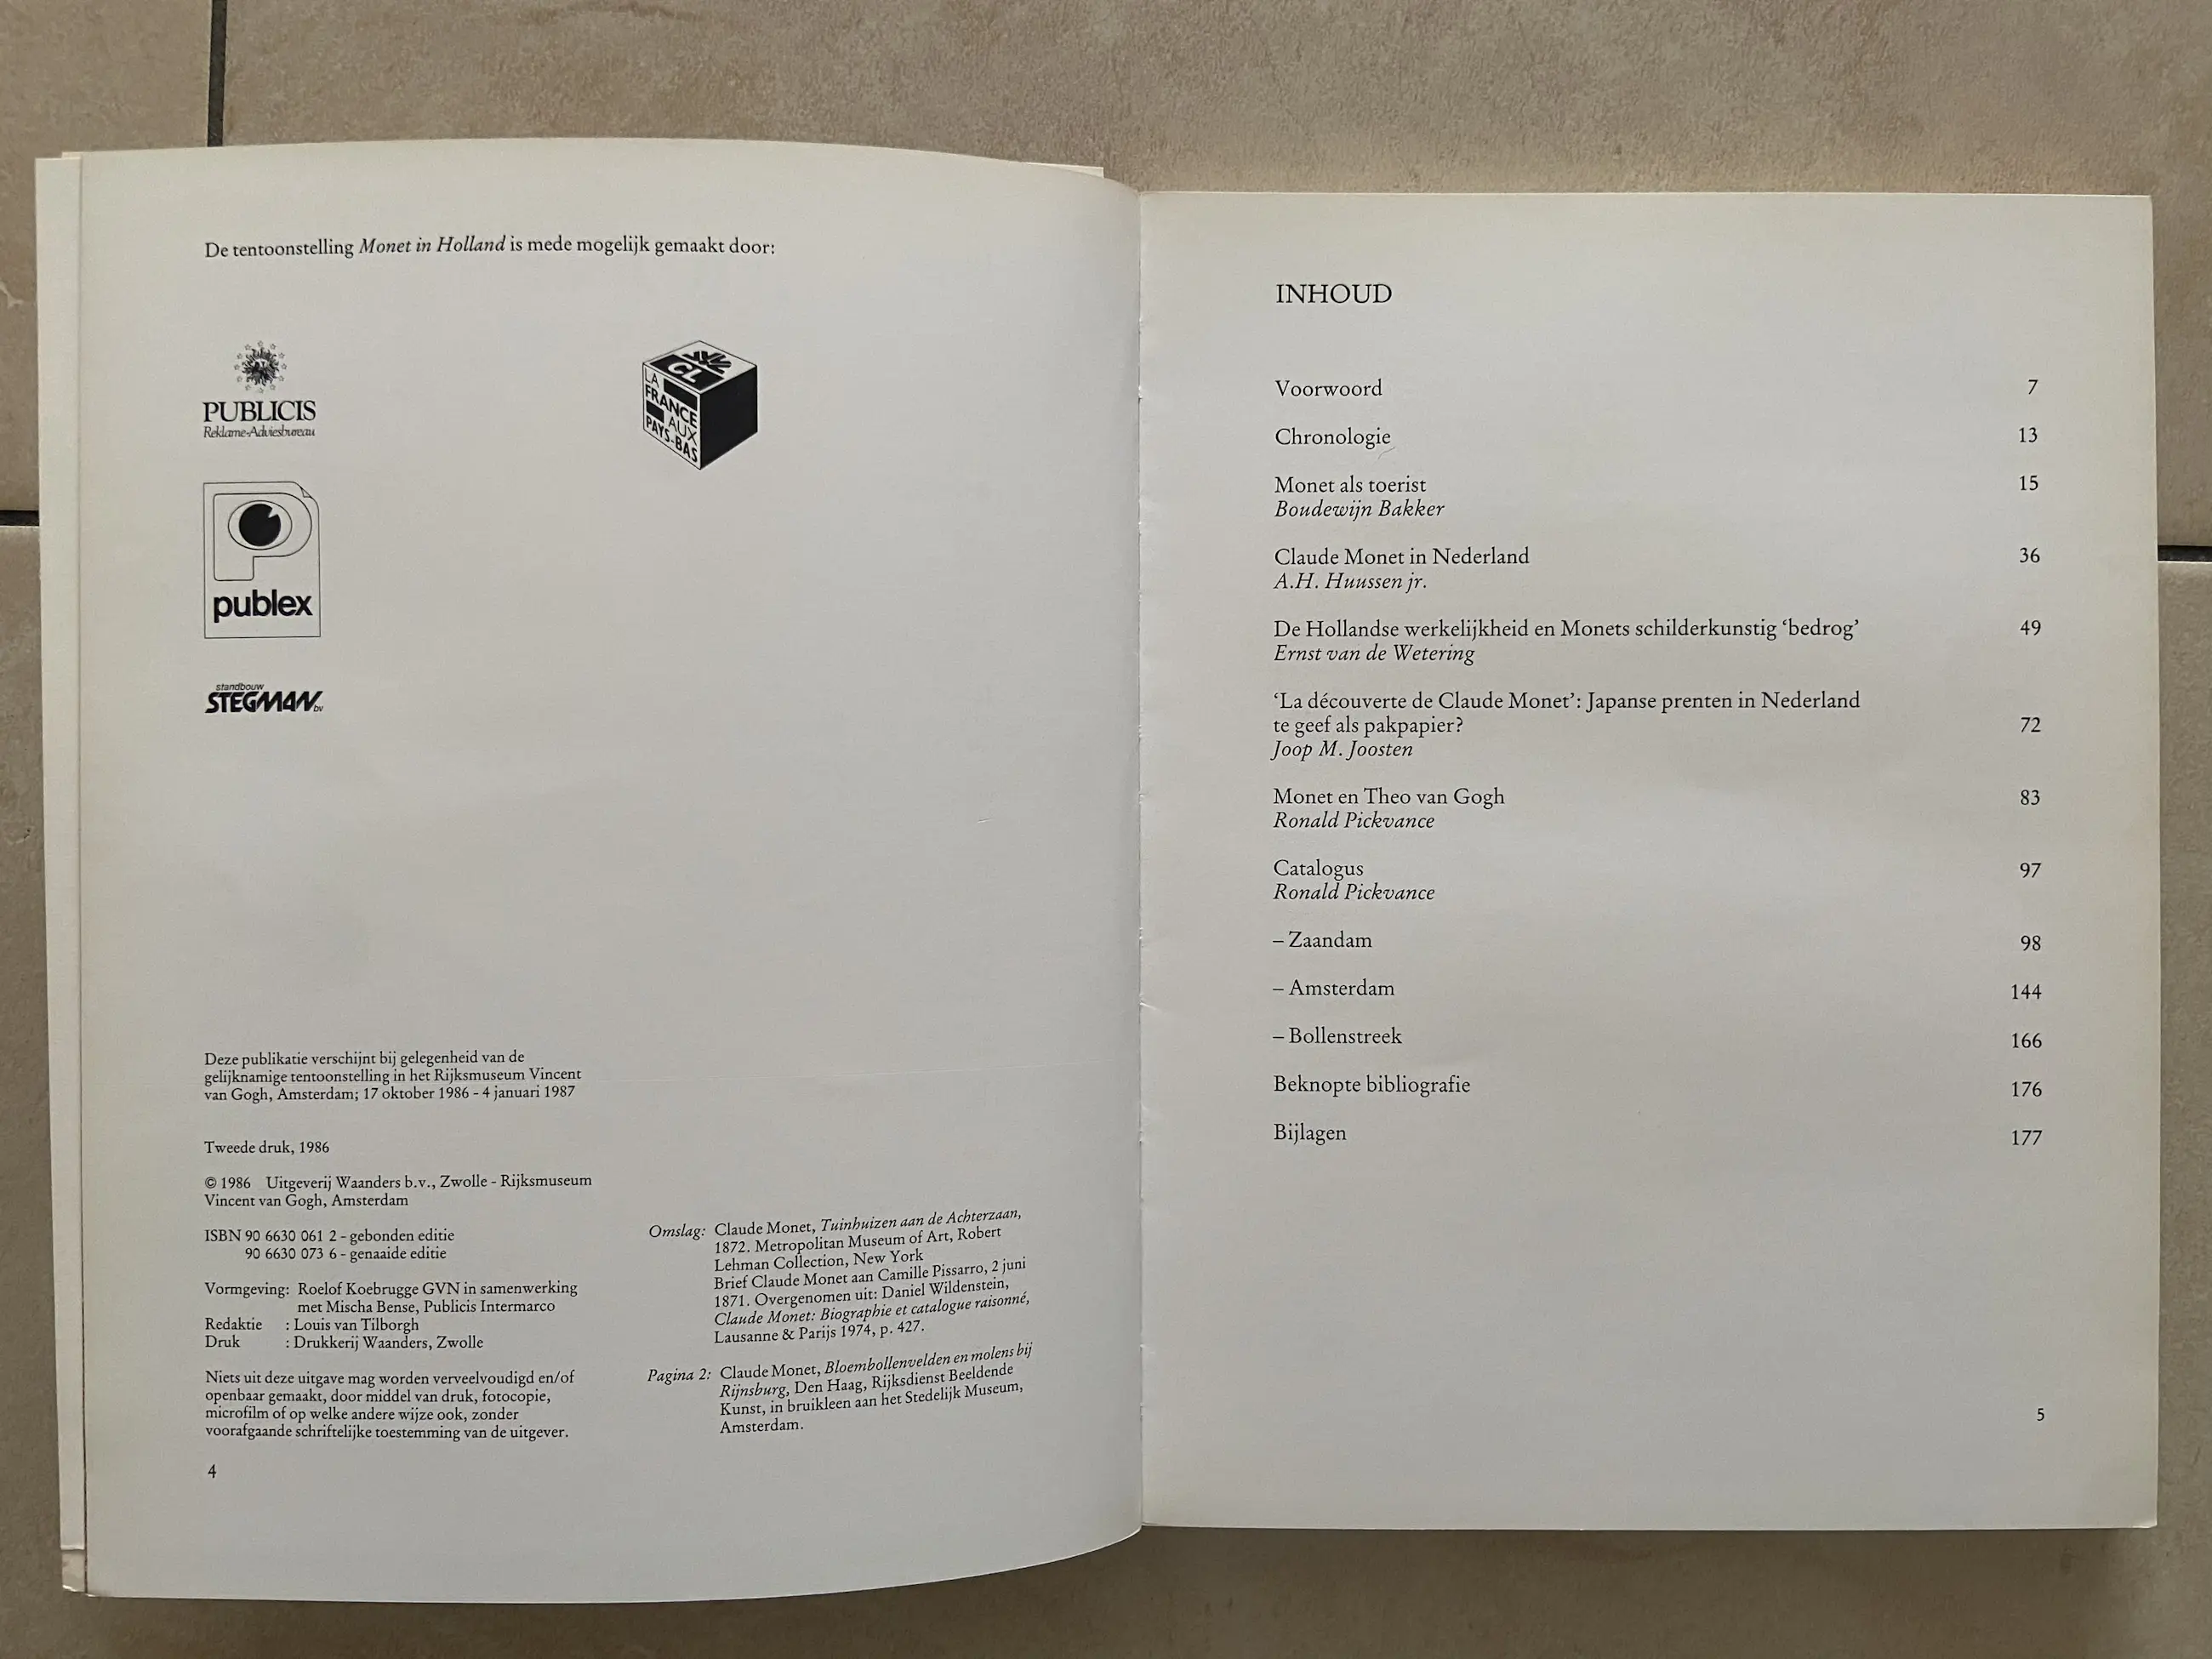 De tentoonstelling Monet in Holland is mede mogelijk gemaakt door:
PUBLICIS
Reklame-Adviesbureau
CL
LA
FRANCE
AUX
PAYS-BAS
publex
standbouw
STEGMAN bv
Deze publikatie verschijnt bij gelegenheid van de
gelijknamige tentoonstelling in het Rijksmuseum Vincent
van Gogh, Amsterdam; 17 oktober 1986 - 4 januari 1987
Tweede druk, 1986
© 1986 Uitgeverij Waanders b.v., Zwolle - Rijksmuseum
Vincent van Gogh, Amsterdam
ISBN 90 6630 061 2 - gebonden editie
90 6630 073 6 - genaaide editie
Vormgeving: Roelof Koebrugge GVN in samenwerking
met Mischa Bense, Publicis Intermarco
Redaktie : Louis van Tilborgh
Druk : Drukkerij Waanders, Zwolle
Niets uit deze uitgave mag worden verveelvoudigd en/of
openbaar gemaakt, door middel van druk, fotocopie,
microfilm of op welke andere wijze ook, zonder
voorafgaande schriftelijke toestemming van de uitgever.
4
Omslag: Claude Monet, Tuinhuizen aan de Achterzaan,
1872. Metropolitan Museum of Art, Robert
Lehman Collection, New York
Brief Claude Monet aan Camille Pissarro, 2 juni
1871. Overgenomen uit: Daniel Wildenstein,
Claude Monet: Biographie et catalogue raisonné,
Lausanne & Parijs 1974, p. 427.
Pagina 2: Claude Monet, Bloembollenvelden en molens bij
Rijnsburg, Den Haag, Rijksdienst Beeldende
Kunst, in bruikleen aan het Stedelijk Museum,
Amsterdam.
INHOUD
Voorwoord 7
Chronologie 13
Monet als toerist 15
Boudewijn Bakker
Claude Monet in Nederland 36
A.H. Huussen jr.
De Hollandse werkelijkheid en Monets schilderkunstig ‘bedrog’ 49
Ernst van de Wetering
‘La découverte de Claude Monet’: Japanse prenten in Nederland
te geef als pakpapier? 72
Joop M. Joosten
Monet en Theo van Gogh 83
Ronald Pickvance
Catalogus 97
Ronald Pickvance
– Zaandam 98
– Amsterdam 144
– Bollenstreek 166
Beknopte bibliografie 176
Bijlagen 177
5